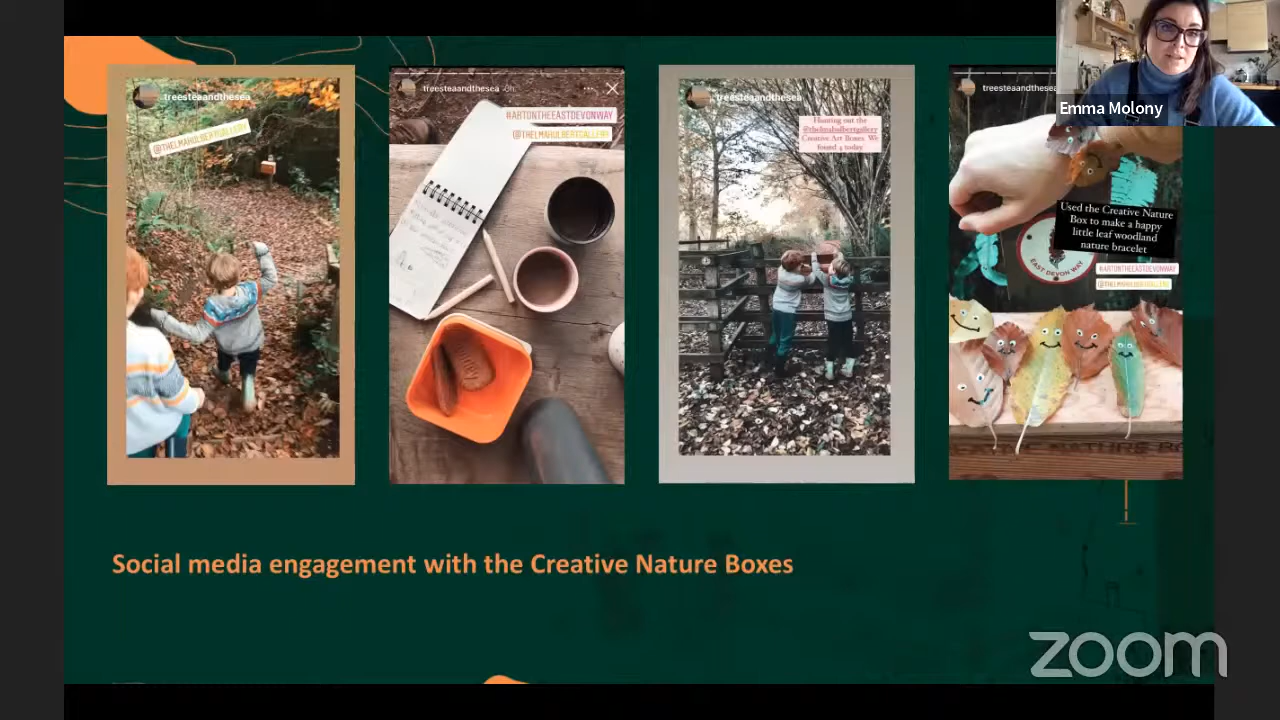 Emma Molony
treesteaandthesea
@THELMAHULBERTGALLERY
treesteaandthesea 9h
#ARTONTHEEASTDEVONWAY
@THELMAHULBERTGALLERY
treesteaandthesea
Hunting out the
@thelmahulbertgallery
Creative Art Boxes. We
found 4 today
treesteaandthesea
Used the Creative Nature
Box to make a happy
little leaf woodland
nature bracelet
#ARTONTHEEASTDEVONWAY
@THELMAHULBERTGALLERY
EAST DEVON WAY
Social media engagement with the Creative Nature Boxes
zoom